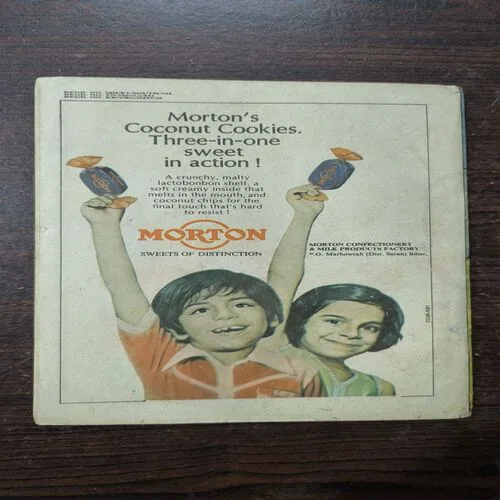 Morton's
Coconut Cookies.
Three-in-one
sweet
in action !
A crunchy, malty
lactobonbon shell, a
soft creamy inside that
melts in the mouth, and
coconut chips for the
final touch that's hard
to resist !
MORTON
SWEETS OF DISTINCTION
MORTON CONFECTIONERY
& MILK PRODUCTS FACTORY
P.O. Marhowrah (Dist. Saran) Bihar.